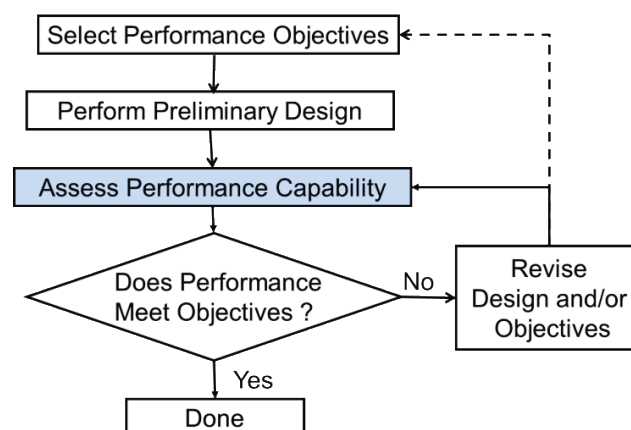 Select Performance Objectives
Perform Preliminary Design
Assess Performance Capability
Does Performance
Meet Objectives ?
No
Revise
Design and/or
Objectives
Yes
Done